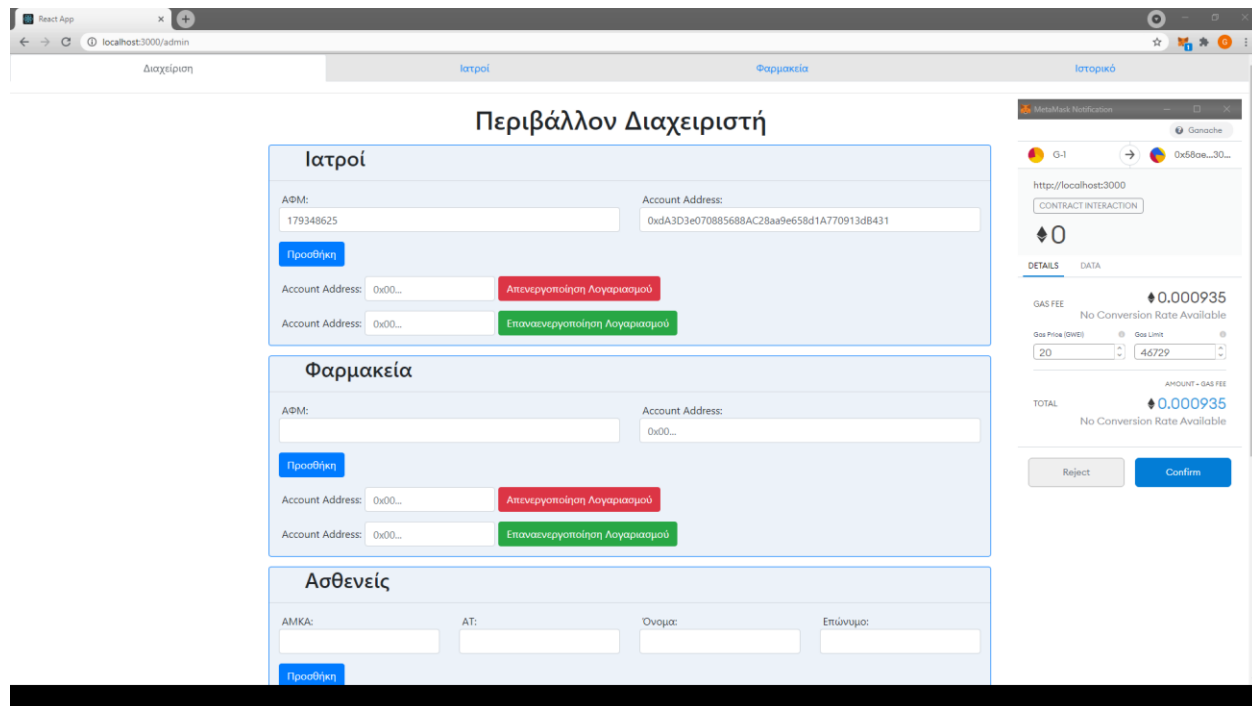 React App
localhost:3000/admin
Διαχείριση Ιατροί Φαρμακεία Ιστορικό
Περιβάλλον Διαχειριστή
Ιατροί
ΑΦΜ: Account Address:
179348625 0xdA3D3e070885688AC28aa9e658d1A770913dB431
Προσθήκη
Account Address: 0x00... Απενεργοποίηση Λογαριασμού
Account Address: 0x00... Επαναενεργοποίηση Λογαριασμού
Φαρμακεία
ΑΦΜ: Account Address:
0x00...
Προσθήκη
Account Address: 0x00... Απενεργοποίηση Λογαριασμού
Account Address: 0x00... Επαναενεργοποίηση Λογαριασμού
Ασθενείς
ΑΜΚΑ: ΑΤ: Όνομα: Επώνυμο:
Προσθήκη
MetaMask Notification
Ganache
G-1 0x58ae...30...
http://localhost:3000
CONTRACT INTERACTION
0
DETAILS DATA
GAS FEE 0.000935
No Conversion Rate Available
Gas Price (GWEI) Gas Limit
20 46729
AMOUNT + GAS FEE
TOTAL 0.000935
No Conversion Rate Available
Reject Confirm